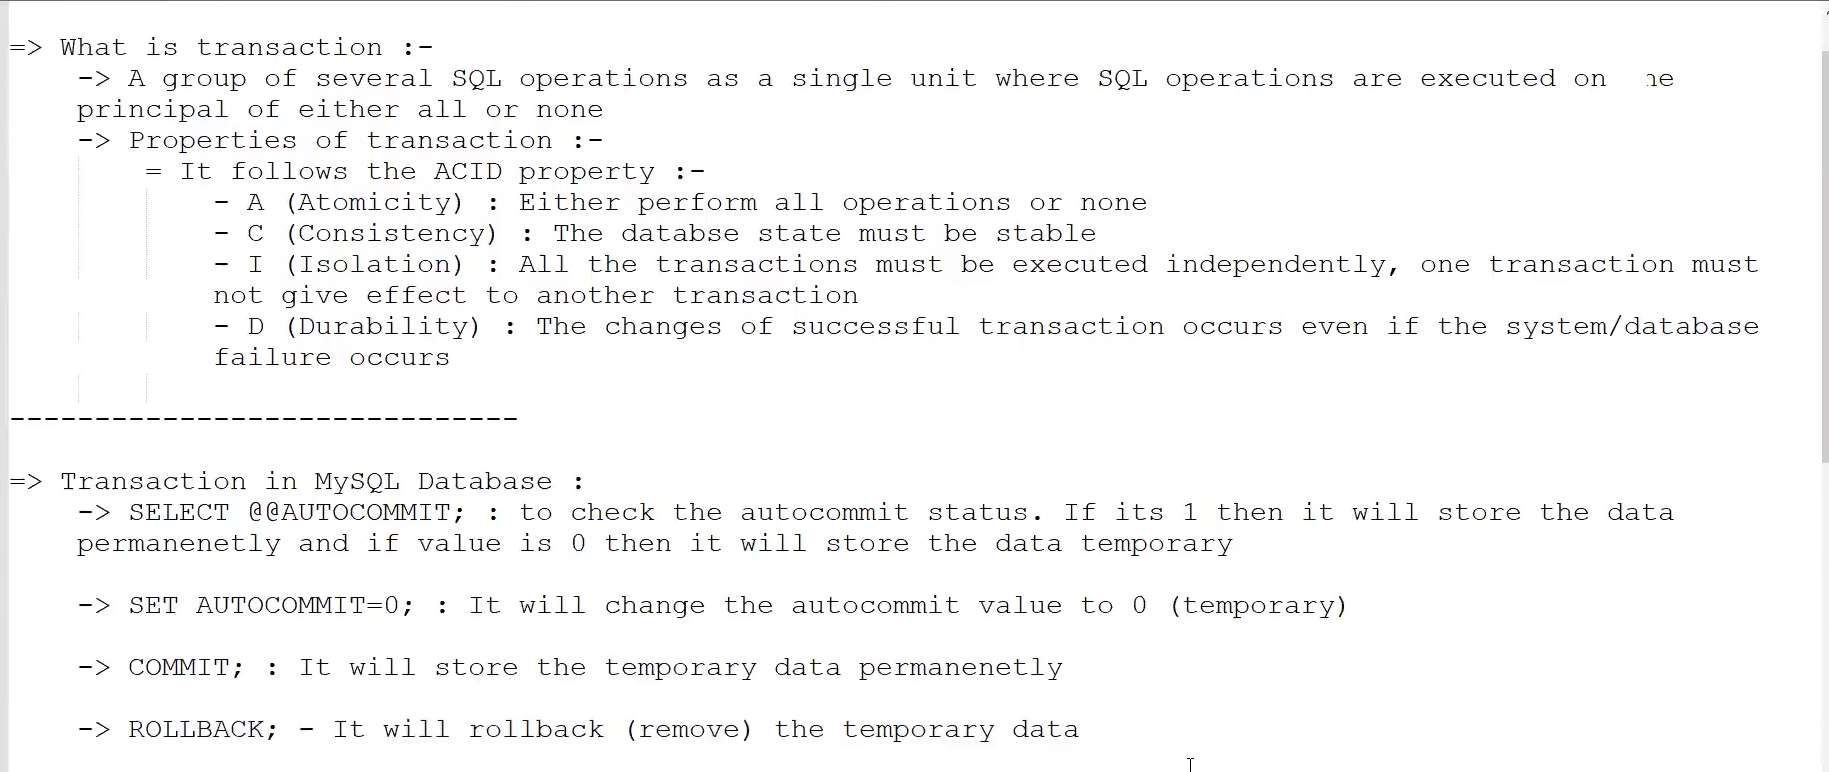 => What is transaction :-
-> A group of several SQL operations as a single unit where SQL operations are executed on he
principal of either all or none
-> Properties of transaction :-
= It follows the ACID property :-
- A (Atomicity) : Either perform all operations or none
- C (Consistency) : The databse state must be stable
- I (Isolation) : All the transactions must be executed independently, one transaction must
not give effect to another transaction
- D (Durability) : The changes of successful transaction occurs even if the system/database
failure occurs
------------------------------
=> Transaction in MySQL Database :
-> SELECT @@AUTOCOMMIT; : to check the autocommit status. If its 1 then it will store the data
permanenetly and if value is 0 then it will store the data temporary
-> SET AUTOCOMMIT=0; : It will change the autocommit value to 0 (temporary)
-> COMMIT; : It will store the temporary data permanenetly
-> ROLLBACK; - It will rollback (remove) the temporary data